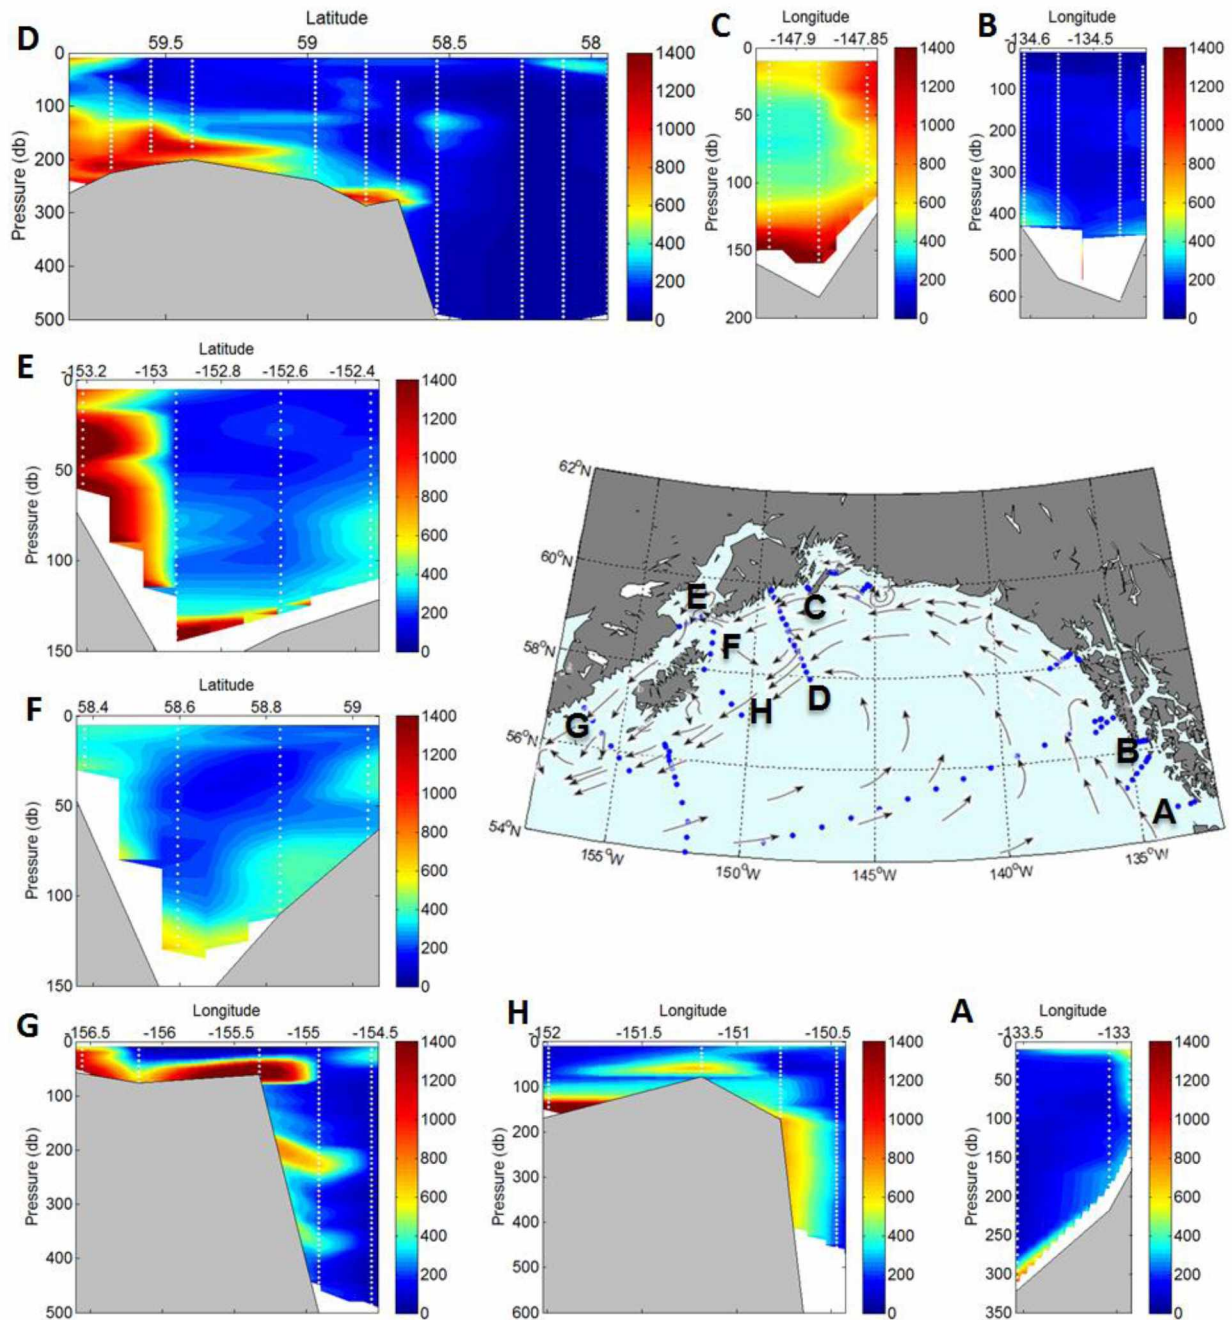 D
Latitude
59.5 59 58.5 58
Pressure (db)
0
100
200
300
400
500
1400
1200
1000
800
600
400
200
0
C
Longitude
-147.9 -147.85
0
50
100
150
200
1400
1200
1000
800
600
400
200
0
B
Longitude
-134.6 -134.5
0
100
200
300
400
500
600
1400
1200
1000
800
600
400
200
0
E
Latitude
-153.2 -153 -152.8 -152.6 -152.4
Pressure (db)
0
50
100
150
1400
1200
1000
800
600
400
200
0
F
Latitude
58.4 58.6 58.8 59
Pressure (db)
0
50
100
150
1400
1200
1000
800
600
400
200
0
62°N
60°N
58°N
56°N
54°N
155°W
150°W
145°W
140°W
135°W
E
F
C
D
H
G
B
A
G
Longitude
-156.5 -156 -155.5 -155 -154.5
Pressure (db)
0
100
200
300
400
500
1400
1200
1000
800
600
400
200
0
H
Longitude
-152 -151.5 -151 -150.5
Pressure (db)
0
100
200
300
400
500
600
1400
1200
1000
800
600
400
200
0
A
Longitude
-133.5 -133
Pressure (db)
0
50
100
150
200
250
300
350
1400
1200
1000
800
600
400
200
0